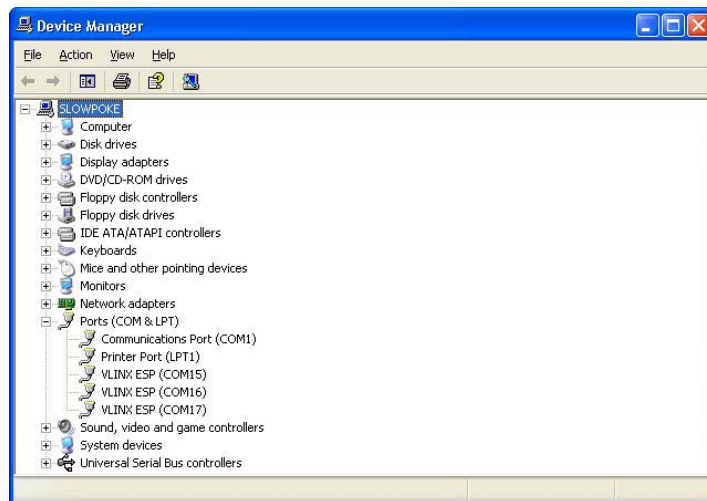 Device Manager
File Action View Help
SLOWPOKE
Computer
Disk drives
Display adapters
DVD/CD-ROM drives
Floppy disk controllers
Floppy disk drives
IDE ATA/ATAPI controllers
Keyboards
Mice and other pointing devices
Monitors
Network adapters
Ports (COM & LPT)
Communications Port (COM1)
Printer Port (LPT1)
VLINX ESP (COM15)
VLINX ESP (COM16)
VLINX ESP (COM17)
Sound, video and game controllers
System devices
Universal Serial Bus controllers